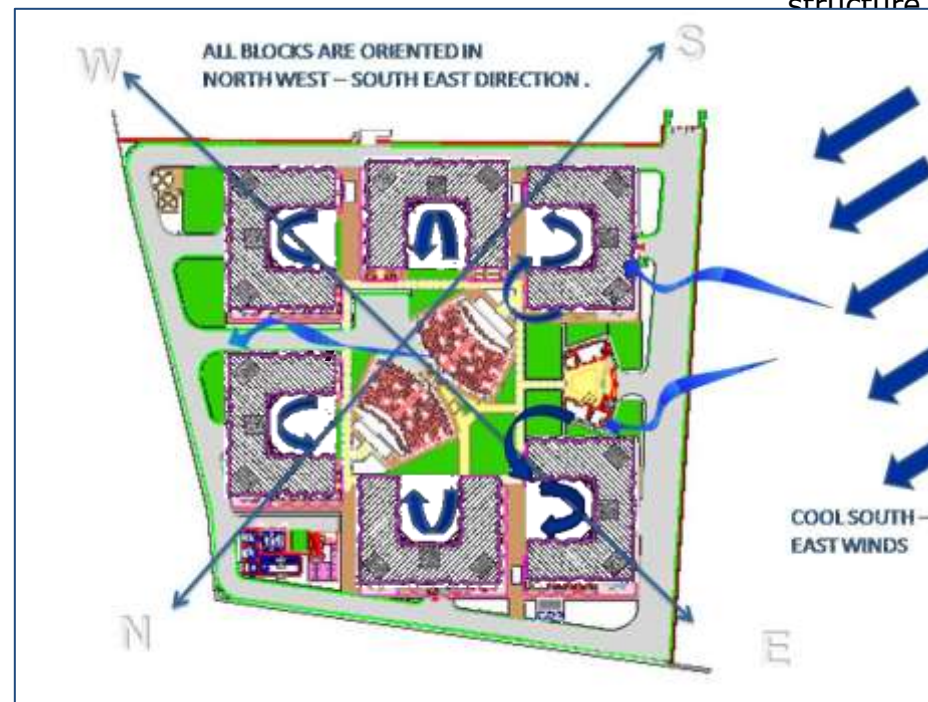 structure
W
ALL BLOCKS ARE ORIENTED IN
NORTH WEST – SOUTH EAST DIRECTION .
S
COOL SOUTH –
EAST WINDS
N
E